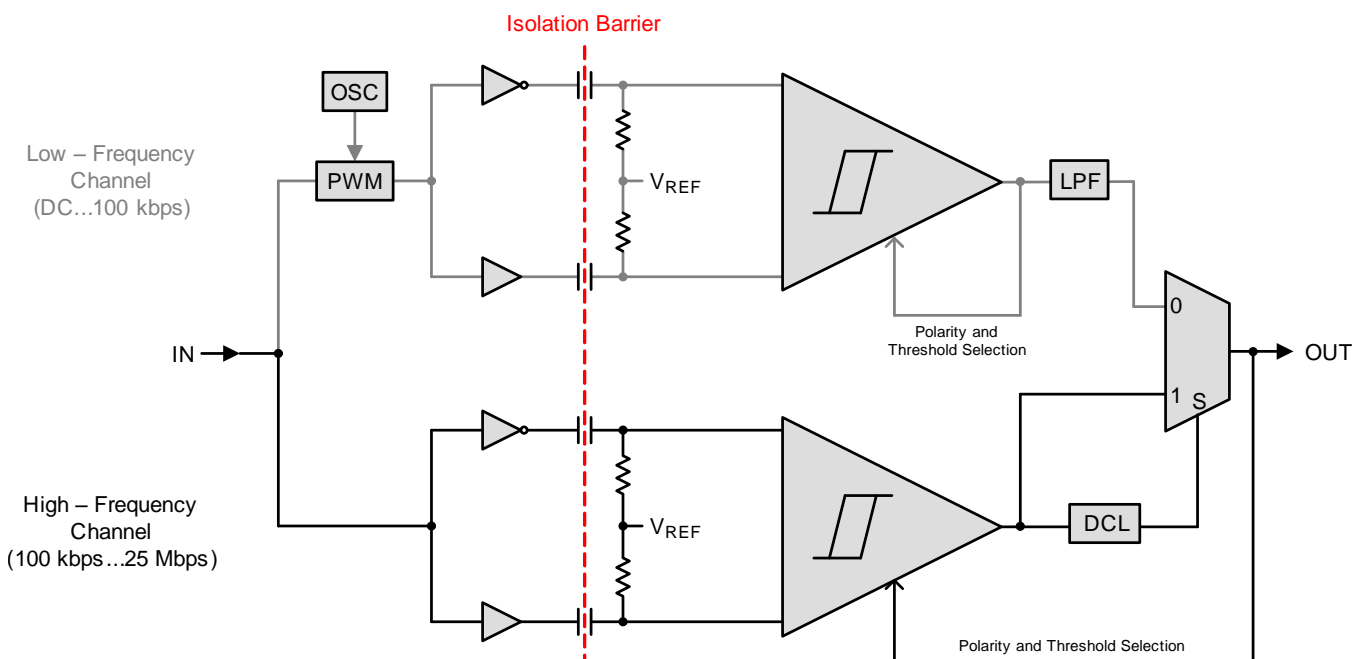 Isolation Barrier
OSC
Low – Frequency
Channel
(DC...100 kbps)
PWM
VREF
LPF
Polarity and
Threshold Selection
0
IN
OUT
1
S
High – Frequency
Channel
(100 kbps...25 Mbps)
VREF
DCL
Polarity and Threshold Selection